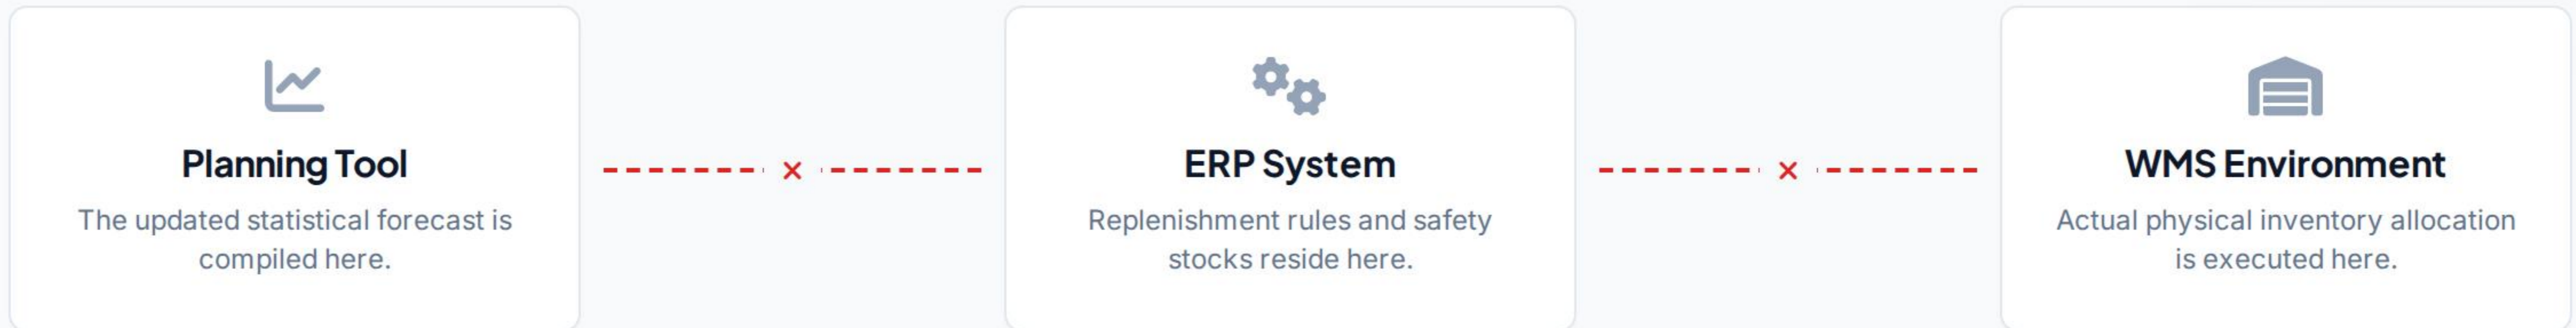 Planning Tool
The updated statistical forecast is
compiled here.
ERP System
Replenishment rules and safety
stocks reside here.
WMS Environment
Actual physical inventory allocation
is executed here.